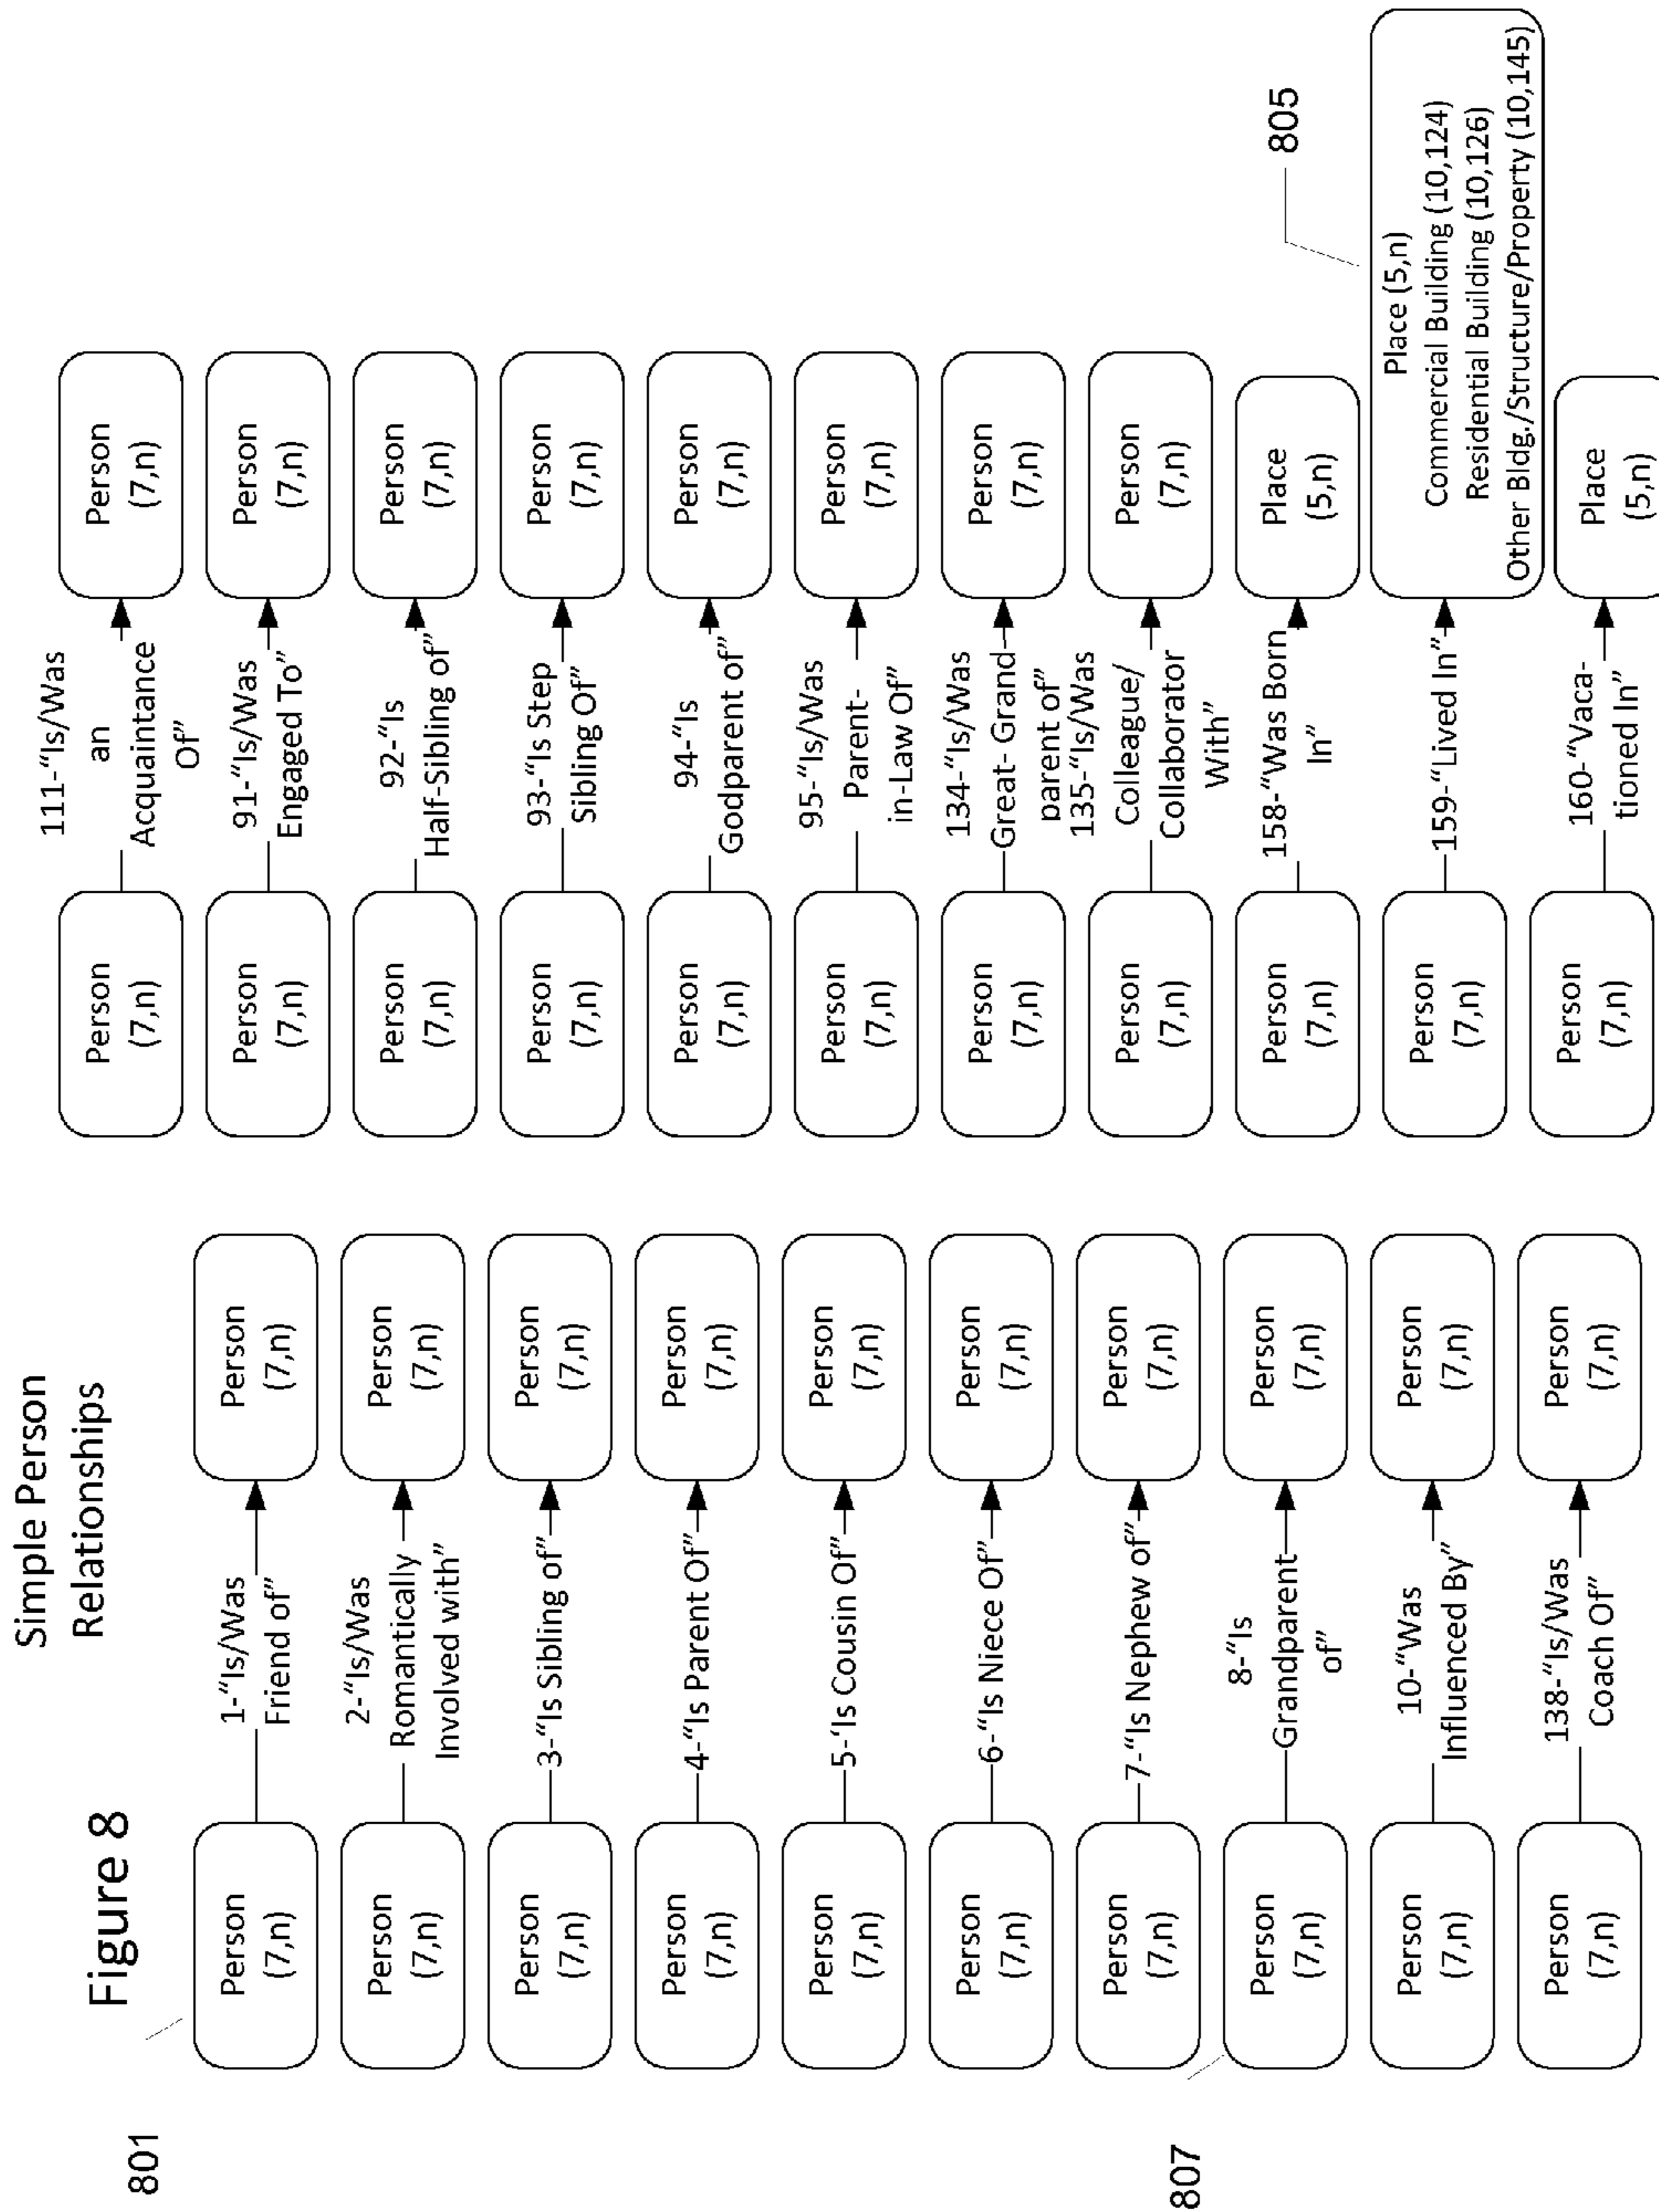 Figure 8
Simple Person
Relationships
801
Person
(7,n)
1-“Is/Was
Friend of”
Person
(7,n)
Person
(7,n)
2-“Is/Was
Romantically
Involved with”
Person
(7,n)
Person
(7,n)
3-“Is Sibling of”
Person
(7,n)
Person
(7,n)
4-“Is Parent Of”
Person
(7,n)
Person
(7,n)
5-‘Is Cousin Of”
Person
(7,n)
Person
(7,n)
6-“Is Niece Of”
Person
(7,n)
Person
(7,n)
7-“Is Nephew of”
Person
(7,n)
807
Person
(7,n)
8-“Is
Grandparent
of”
Person
(7,n)
Person
(7,n)
10-“Was
Influenced By”
Person
(7,n)
Person
(7,n)
138-“Is/Was
Coach Of”
Person
(7,n)
Person
(7,n)
111-“Is/Was
an
Acquaintance
Of”
Person
(7,n)
Person
(7,n)
91-“Is/Was
Engaged To”
Person
(7,n)
Person
(7,n)
92-“Is
Half-Sibling of”
Person
(7,n)
Person
(7,n)
93-“Is Step
Sibling Of”
Person
(7,n)
Person
(7,n)
94-“Is
Godparent of”
Person
(7,n)
Person
(7,n)
95-“Is/Was
Parent-
in-Law Of”
Person
(7,n)
Person
(7,n)
134-“Is/Was
Great- Grand-
parent of”
Person
(7,n)
Person
(7,n)
135-“Is/Was
Colleague/
Collaborator
With”
Person
(7,n)
Person
(7,n)
158-“Was Born
In”
Place
(5,n)
Person
(7,n)
159-“Lived In”
805
Place (5,n)
Commercial Building (10,124)
Residential Building (10,126)
Other Bldg./Structure/Property (10,145)
Person
(7,n)
160-“Vaca-
tioned In”
Place
(5,n)